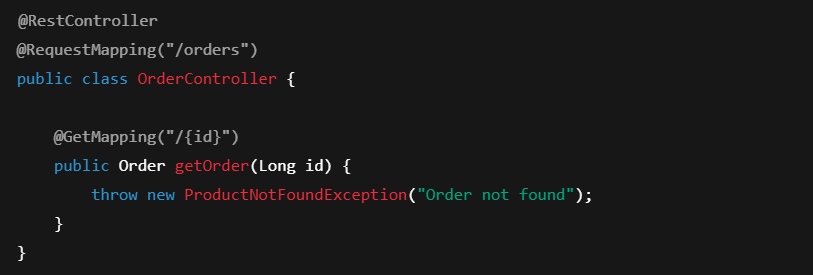 @RestController
@RequestMapping("/orders")
public class OrderController {
@GetMapping("/{id}")
public Order getOrder(Long id) {
throw new ProductNotFoundException("Order not found");
}
}